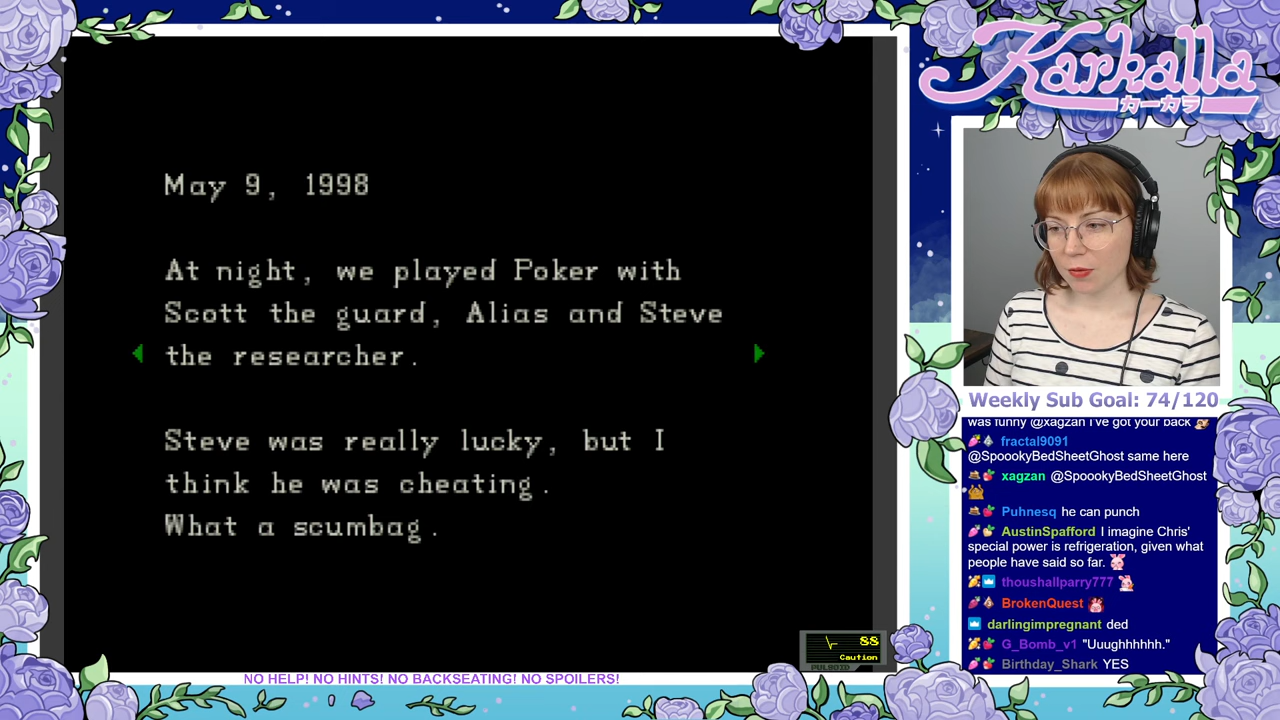 Karkalla
カーカラ
May 9, 1998
At night, we played Poker with
Scott the guard, Alias and Steve
the researcher.
Steve was really lucky, but I
think he was cheating.
What a scumbag.
88
Caution
NO HELP! NO HINTS! NO BACKSEATING! NO SPOILERS!
Weekly Sub Goal: 74/120
was funny @xagzan I've got your back
fractal9091
@SpoookyBedSheetGhost same here
xagzan @SpoookyBedSheetGhost
Puhnesq he can punch
AustinSpafford I imagine Chris'
special power is refrigeration, given what
people have said so far.
thoushallparry777
BrokenQuest
darlingimpregnant ded
G_Bomb_v1 "Uuughhhhhh."
Birthday_Shark YES